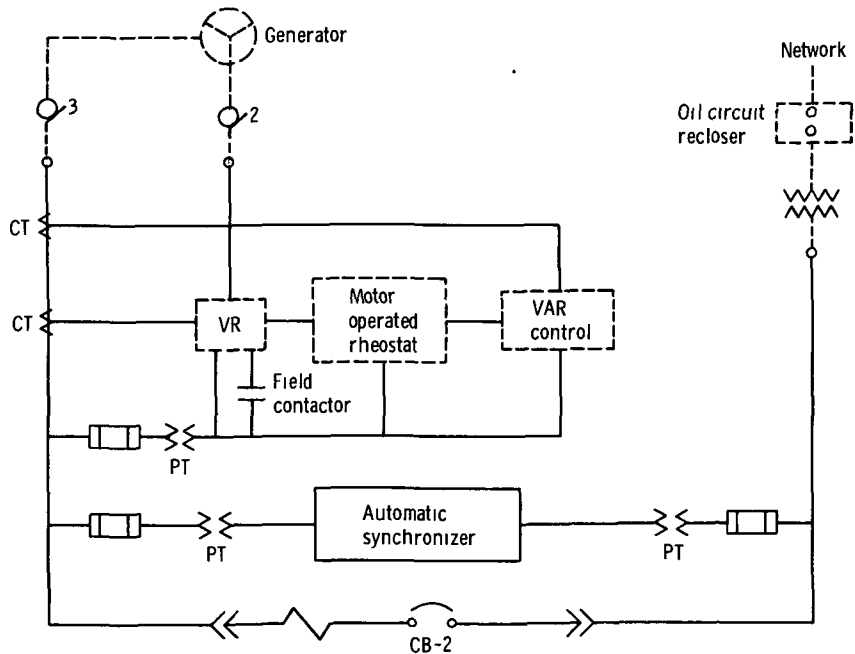 Generator
Network
3
2
Oil circuit
recloser
CT
CT
VR
Motor
operated
rheostat
VAR
control
Field
contactor
PT
Automatic
synchronizer
PT
PT
CB-2